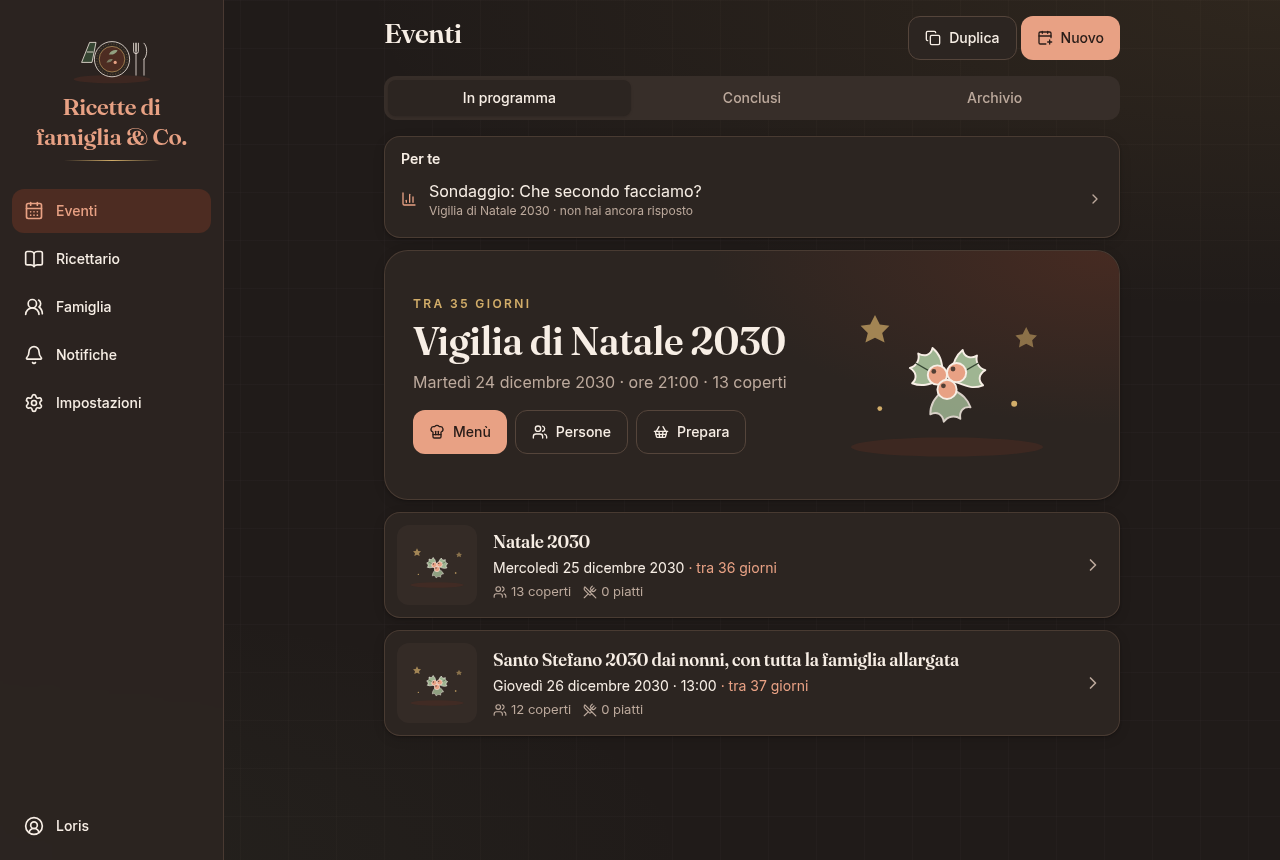 Ricette di
famiglia & Co.
Eventi
Ricettario
Famiglia
Notifiche
Impostazioni
Loris
Eventi
Duplica
Nuovo
In programma
Conclusi
Archivio
Per te
Sondaggio: Che secondo facciamo?
Vigilia di Natale 2030 · non hai ancora risposto
TRA 35 GIORNI
Vigilia di Natale 2030
Martedì 24 dicembre 2030 · ore 21:00 · 13 coperti
Menù
Persone
Prepara
Natale 2030
Mercoledì 25 dicembre 2030 · tra 36 giorni
13 coperti
0 piatti
Santo Stefano 2030 dai nonni, con tutta la famiglia allargata
Giovedì 26 dicembre 2030 · 13:00 · tra 37 giorni
12 coperti
0 piatti